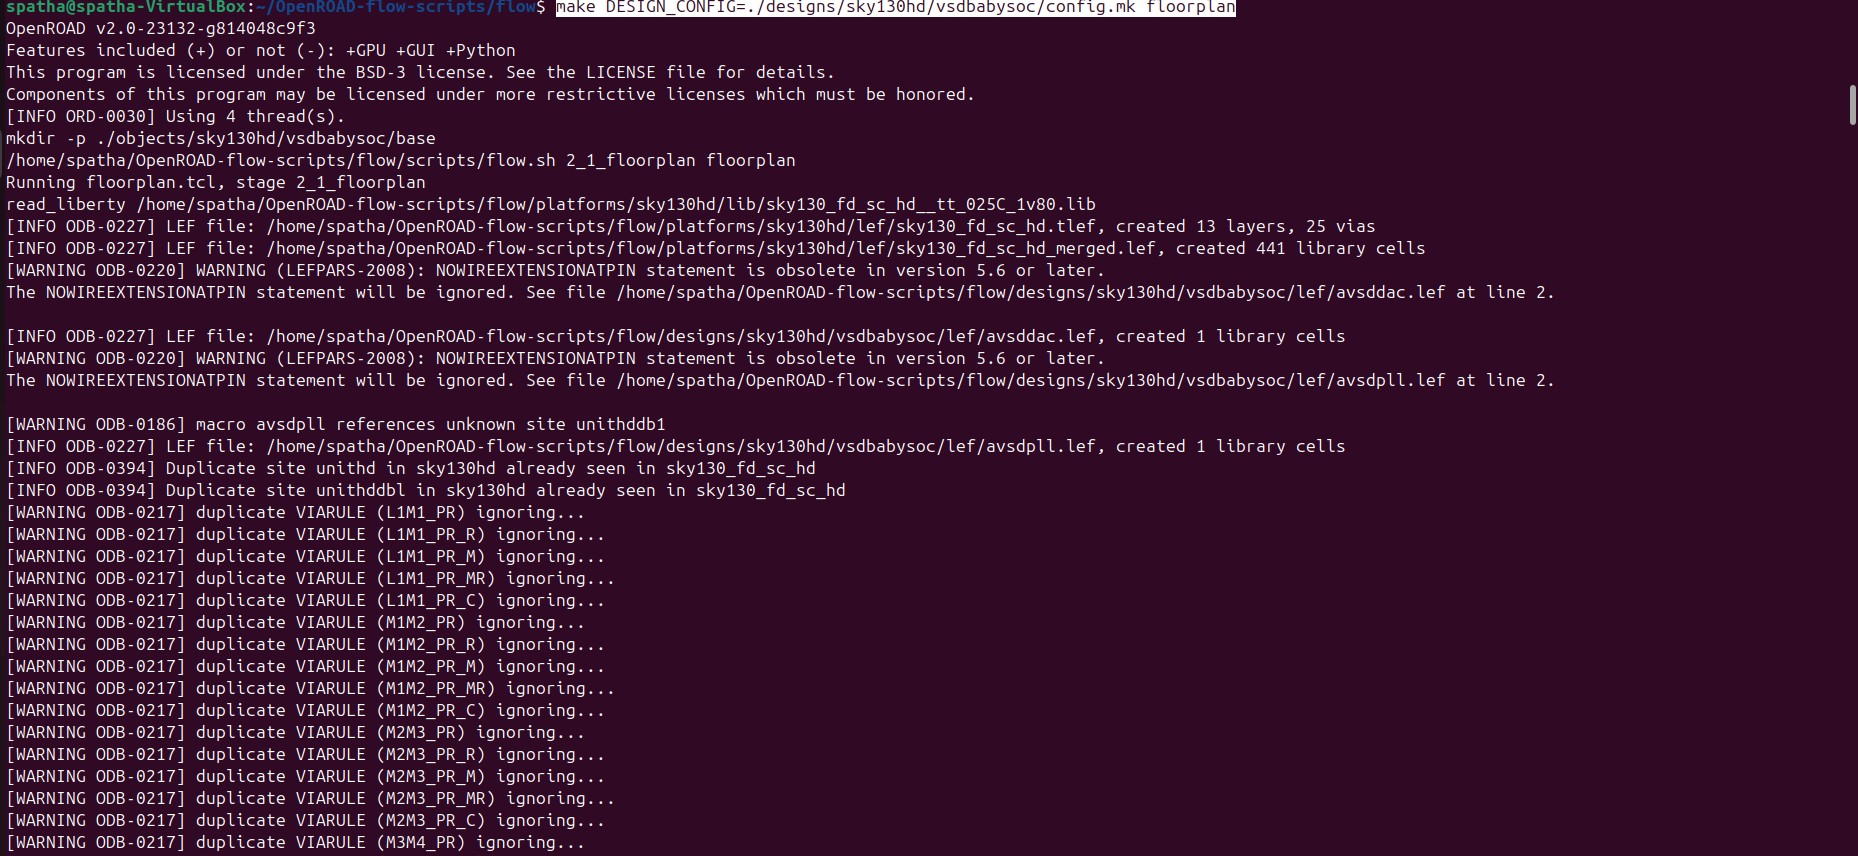 spatha@spatha-VirtualBox:~/OpenROAD-flow-scripts/flow$ make DESIGN_CONFIG=./designs/sky130hd/vsdbabysoc/config.mk floorplan
OpenROAD v2.0-23132-g814048c9f3
Features included (+) or not (-): +GPU +GUI +Python
This program is licensed under the BSD-3 license. See the LICENSE file for details.
Components of this program may be licensed under more restrictive licenses which must be honored.
[INFO ORD-0030] Using 4 thread(s).
mkdir -p ./objects/sky130hd/vsdbabysoc/base
/home/spatha/OpenROAD-flow-scripts/flow/scripts/flow.sh 2_1_floorplan floorplan
Running floorplan.tcl, stage 2_1_floorplan
read_liberty /home/spatha/OpenROAD-flow-scripts/flow/platforms/sky130hd/lib/sky130_fd_sc_hd__tt_025C_1v80.lib
[INFO ODB-0227] LEF file: /home/spatha/OpenROAD-flow-scripts/flow/platforms/sky130hd/lef/sky130_fd_sc_hd.tlef, created 13 layers, 25 vias
[INFO ODB-0227] LEF file: /home/spatha/OpenROAD-flow-scripts/flow/platforms/sky130hd/lef/sky130_fd_sc_hd_merged.lef, created 441 library cells
[WARNING ODB-0220] WARNING (LEFPARS-2008): NOWIREEXTENSIONATPIN statement is obsolete in version 5.6 or later.
The NOWIREEXTENSIONATPIN statement will be ignored. See file /home/spatha/OpenROAD-flow-scripts/flow/designs/sky130hd/vsdbabysoc/lef/avsddac.lef at line 2.
[INFO ODB-0227] LEF file: /home/spatha/OpenROAD-flow-scripts/flow/designs/sky130hd/vsdbabysoc/lef/avsddac.lef, created 1 library cells
[WARNING ODB-0220] WARNING (LEFPARS-2008): NOWIREEXTENSIONATPIN statement is obsolete in version 5.6 or later.
The NOWIREEXTENSIONATPIN statement will be ignored. See file /home/spatha/OpenROAD-flow-scripts/flow/designs/sky130hd/vsdbabysoc/lef/avsdpll.lef at line 2.
[WARNING ODB-0186] macro avsdpll references unknown site unithddb1
[INFO ODB-0227] LEF file: /home/spatha/OpenROAD-flow-scripts/flow/designs/sky130hd/vsdbabysoc/lef/avsdpll.lef, created 1 library cells
[INFO ODB-0394] Duplicate site unithd in sky130hd already seen in sky130_fd_sc_hd
[INFO ODB-0394] Duplicate site unithddbl in sky130hd already seen in sky130_fd_sc_hd
[WARNING ODB-0217] duplicate VIARULE (L1M1_PR) ignoring...
[WARNING ODB-0217] duplicate VIARULE (L1M1_PR_R) ignoring...
[WARNING ODB-0217] duplicate VIARULE (L1M1_PR_M) ignoring...
[WARNING ODB-0217] duplicate VIARULE (L1M1_PR_MR) ignoring...
[WARNING ODB-0217] duplicate VIARULE (L1M1_PR_C) ignoring...
[WARNING ODB-0217] duplicate VIARULE (M1M2_PR) ignoring...
[WARNING ODB-0217] duplicate VIARULE (M1M2_PR_R) ignoring...
[WARNING ODB-0217] duplicate VIARULE (M1M2_PR_M) ignoring...
[WARNING ODB-0217] duplicate VIARULE (M1M2_PR_MR) ignoring...
[WARNING ODB-0217] duplicate VIARULE (M1M2_PR_C) ignoring...
[WARNING ODB-0217] duplicate VIARULE (M2M3_PR) ignoring...
[WARNING ODB-0217] duplicate VIARULE (M2M3_PR_R) ignoring...
[WARNING ODB-0217] duplicate VIARULE (M2M3_PR_M) ignoring...
[WARNING ODB-0217] duplicate VIARULE (M2M3_PR_MR) ignoring...
[WARNING ODB-0217] duplicate VIARULE (M2M3_PR_C) ignoring...
[WARNING ODB-0217] duplicate VIARULE (M3M4_PR) ignoring...